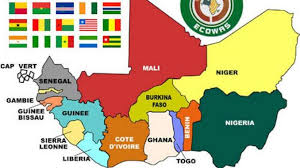 ECOWAS
CAP VERT
SENEGAL
MALI
NIGER
GAMBIE
GUINEE
BISSAU
GUINEE
BURKINA
FASO
SIERRA
LEONE
LIBERIA
COTE
D'IVOIRE
GHANA
TOGO
BENIN
NIGERIA